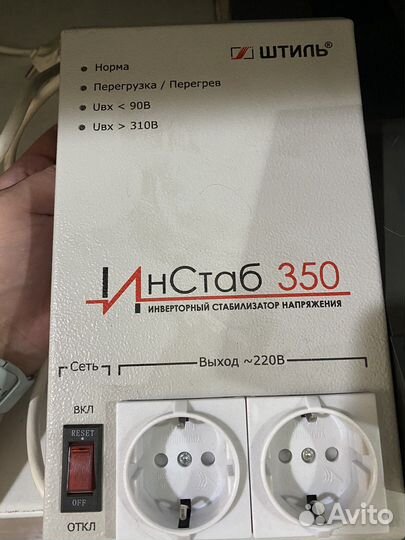 ШТИЛЬ®
Норма
Перегрузка / Перегрев
Uвх < 90В
Uвх > 310В
ИнСтаб 350
ИНВЕРТОРНЫЙ СТАБИЛИЗАТОР НАПРЯЖЕНИЯ
Сеть
Выход ~220В
ВКЛ
RESET
OFF
ОТКЛ
Avito